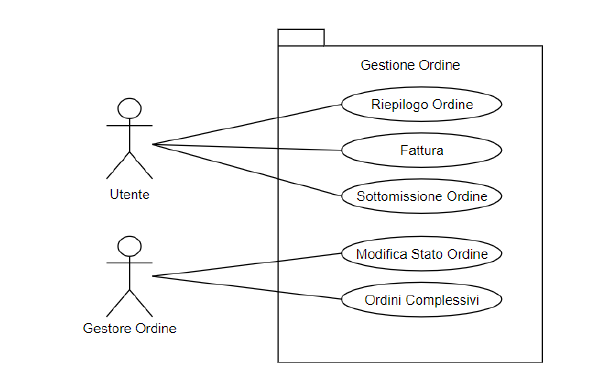 Gestione Ordine
Riepilogo Ordine
Fattura
Utente
Sottomissione Ordine
Modifica Stato Ordine
Ordini Complessivi
Gestore Ordine